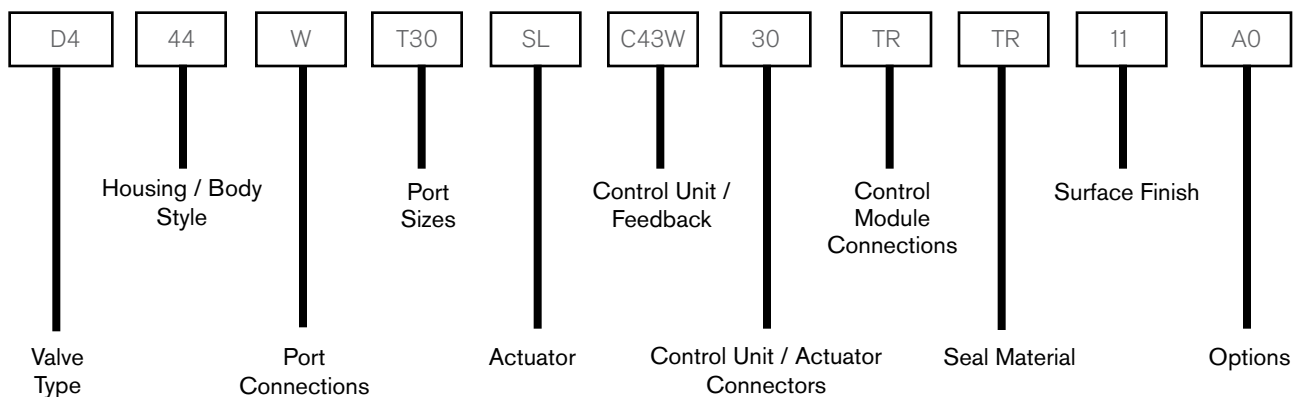 D4 44 W T30 SL C43W 30 TR TR 11 A0
Housing / Body
Style
Port
Sizes
Control Unit /
Feedback
Control
Module
Connections
Surface Finish
Valve
Type
Port
Connections
Actuator
Control Unit / Actuator
Connectors
Seal Material
Options